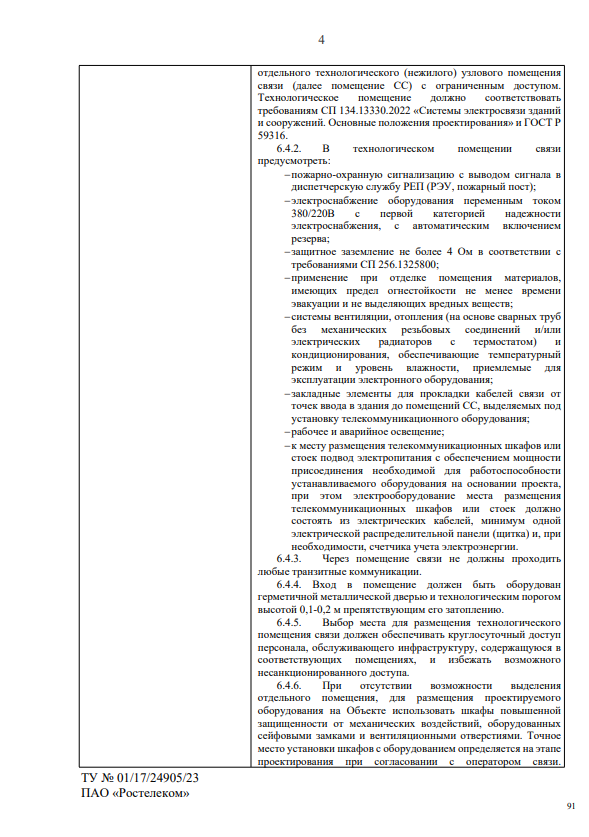 4
отдельного технологического (нежилого) узлового помещения
связи (далее помещение СС) с ограниченным доступом.
Технологическое помещение должно соответствовать
требованиям СП 134.13330.2022 «Системы электросвязи зданий
и сооружений. Основные положения проектирования» и ГОСТ Р
59316.
6.4.2. В технологическом помещении связи
предусмотреть:
–пожарно-охранную сигнализацию с выводом сигнала в
диспетчерскую службу РЕП (РЭУ, пожарный пост);
–электроснабжение оборудования переменным током
380/220В с первой категорией надежности
электроснабжения, с автоматическим включением
резерва;
–защитное заземление не более 4 Ом в соответствии с
требованиями СП 256.1325800;
–применение при отделке помещения материалов,
имеющих предел огнестойкости не менее времени
эвакуации и не выделяющих вредных веществ;
–системы вентиляции, отопления (на основе сварных труб
без механических резьбовых соединений и/или
электрических радиаторов с термостатом) и
кондиционирования, обеспечивающие температурный
режим и уровень влажности, приемлемые для
эксплуатации электронного оборудования;
–закладные элементы для прокладки кабелей связи от
точек ввода в здания до помещений СС, выделяемых под
установку телекоммуникационного оборудования;
–рабочее и аварийное освещение;
–к месту размещения телекоммуникационных шкафов или
стоек подвод электропитания с обеспечением мощности
присоединения необходимой для работоспособности
устанавливаемого оборудования на основании проекта,
при этом электрооборудование места размещения
телекоммуникационных шкафов или стоек должно
состоять из электрических кабелей, минимум одной
электрической распределительной панели (щитка) и, при
необходимости, счетчика учета электроэнергии.
6.4.3. Через помещение связи не должны проходить
любые транзитные коммуникации.
6.4.4. Вход в помещение должен быть оборудован
герметичной металлической дверью и технологическим порогом
высотой 0,1-0,2 м препятствующим его затоплению.
6.4.5. Выбор места для размещения технологического
помещения связи должен обеспечивать круглосуточный доступ
персонала, обслуживающего инфраструктуру, содержащуюся в
соответствующих помещениях, и избежать возможного
несанкционированного доступа.
6.4.6. При отсутствии возможности выделения
отдельного помещения, для размещения проектируемого
оборудования на Объекте использовать шкафы повышенной
защищенности от механических воздействий, оборудованных
сейфовыми замками и вентиляционными отверстиями. Точное
место установки шкафов с оборудованием определяется на этапе
проектирования при согласовании с оператором связи.
ТУ № 01/17/24905/23
ПАО «Ростелеком»
91